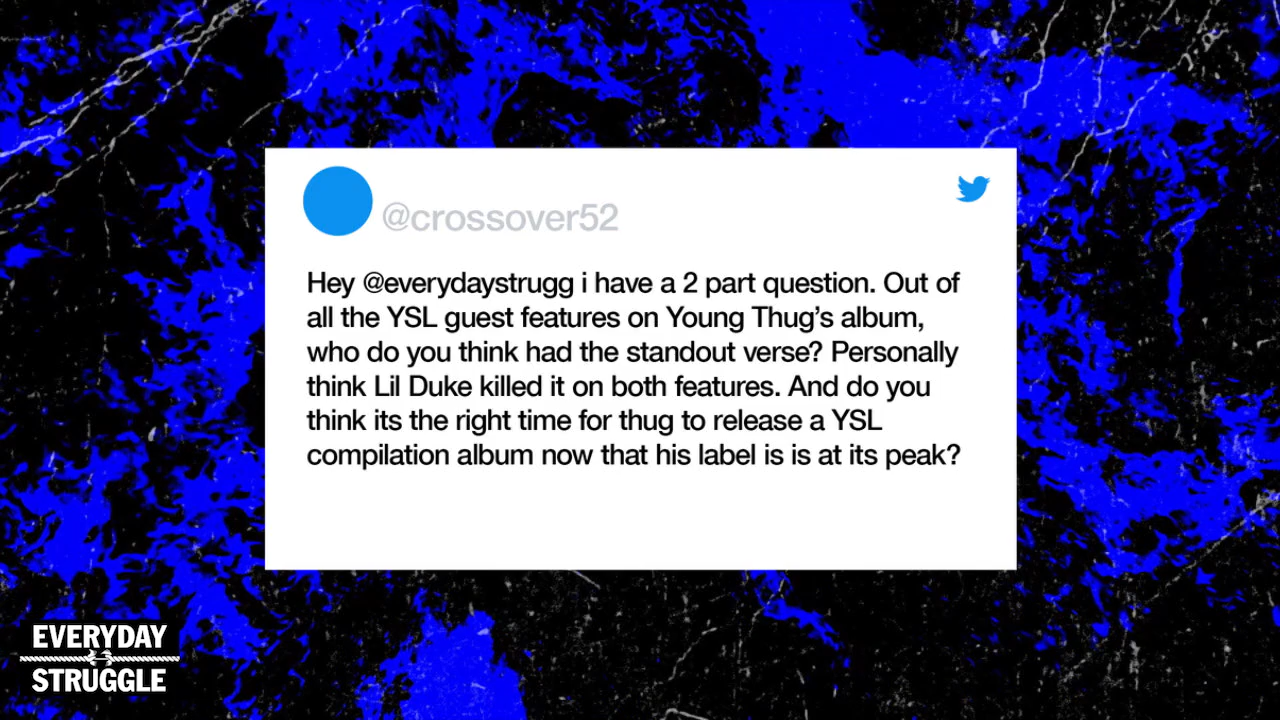 @crossover52
Hey @everydaystrugg i have a 2 part question. Out of
all the YSL guest features on Young Thug’s album,
who do you think had the standout verse? Personally
think Lil Duke killed it on both features. And do you
think its the right time for thug to release a YSL
compilation album now that his label is is at its peak?
EVERYDAY
STRUGGLE